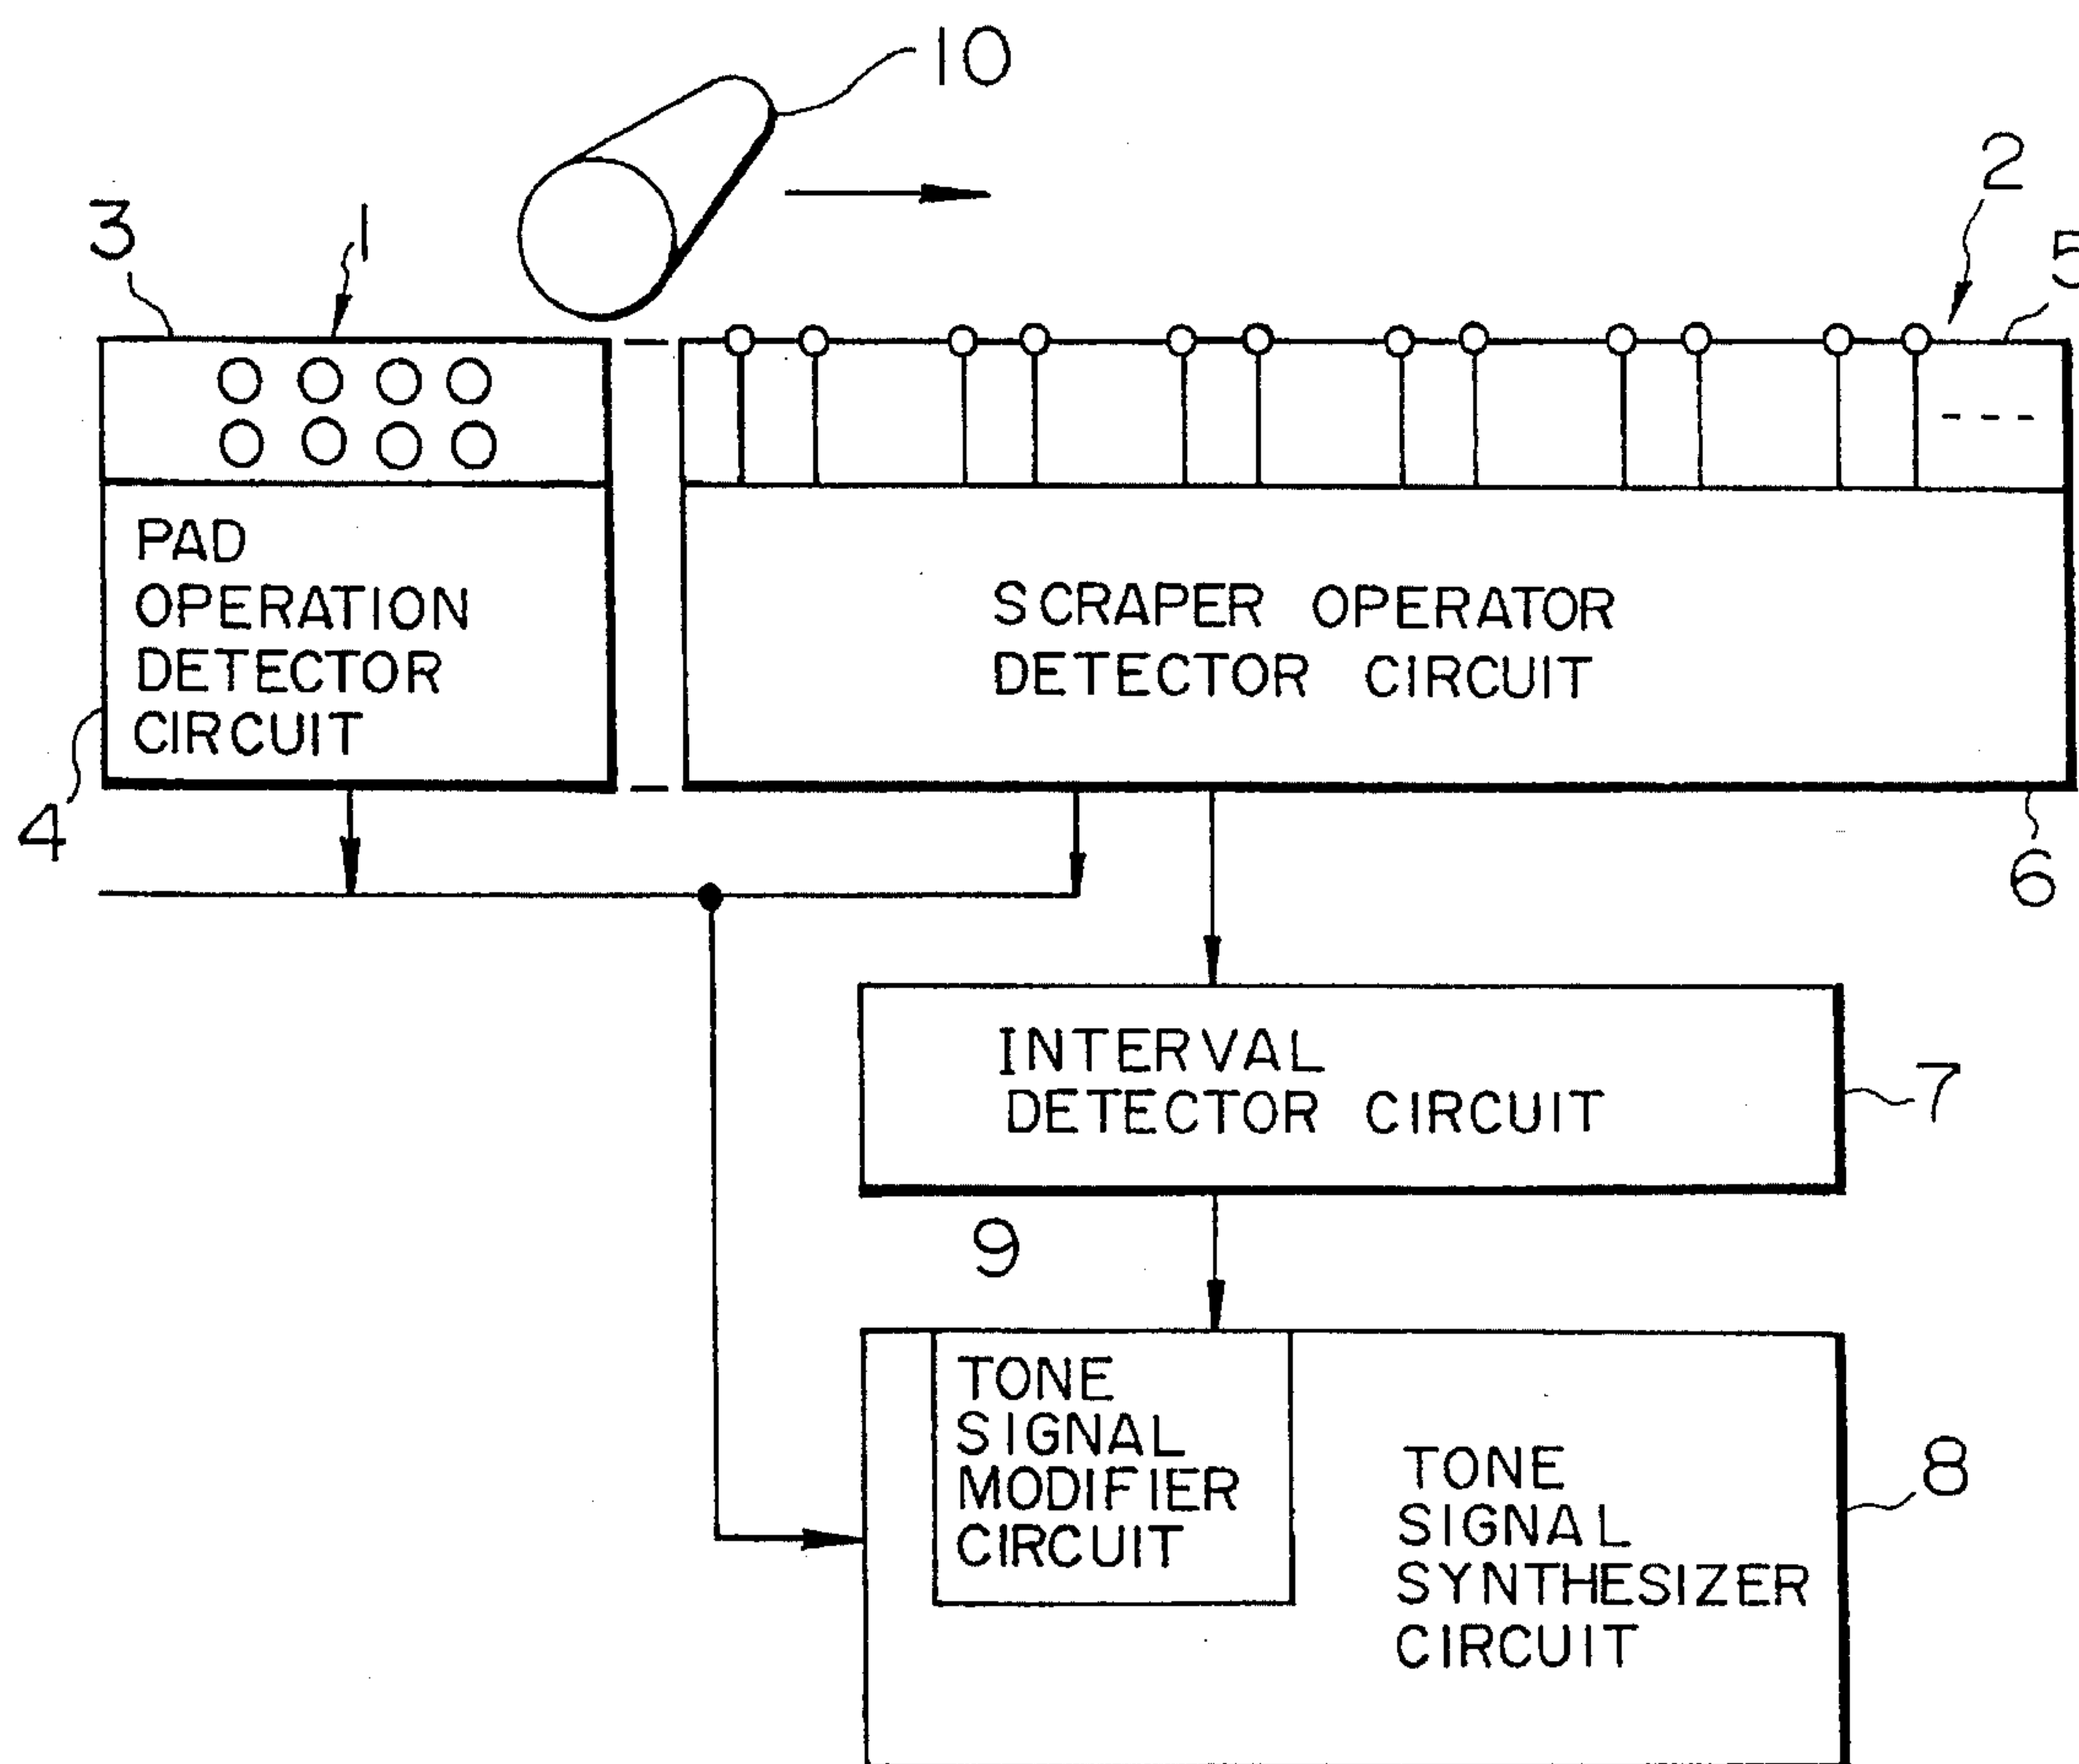 10
2
3
1
5
PAD
OPERATION
DETECTOR
CIRCUIT
SCRAPER OPERATOR
DETECTOR CIRCUIT
4
6
INTERVAL
DETECTOR CIRCUIT
7
9
TONE
SIGNAL
MODIFIER
CIRCUIT
TONE
SIGNAL
SYNTHESIZER
CIRCUIT
8